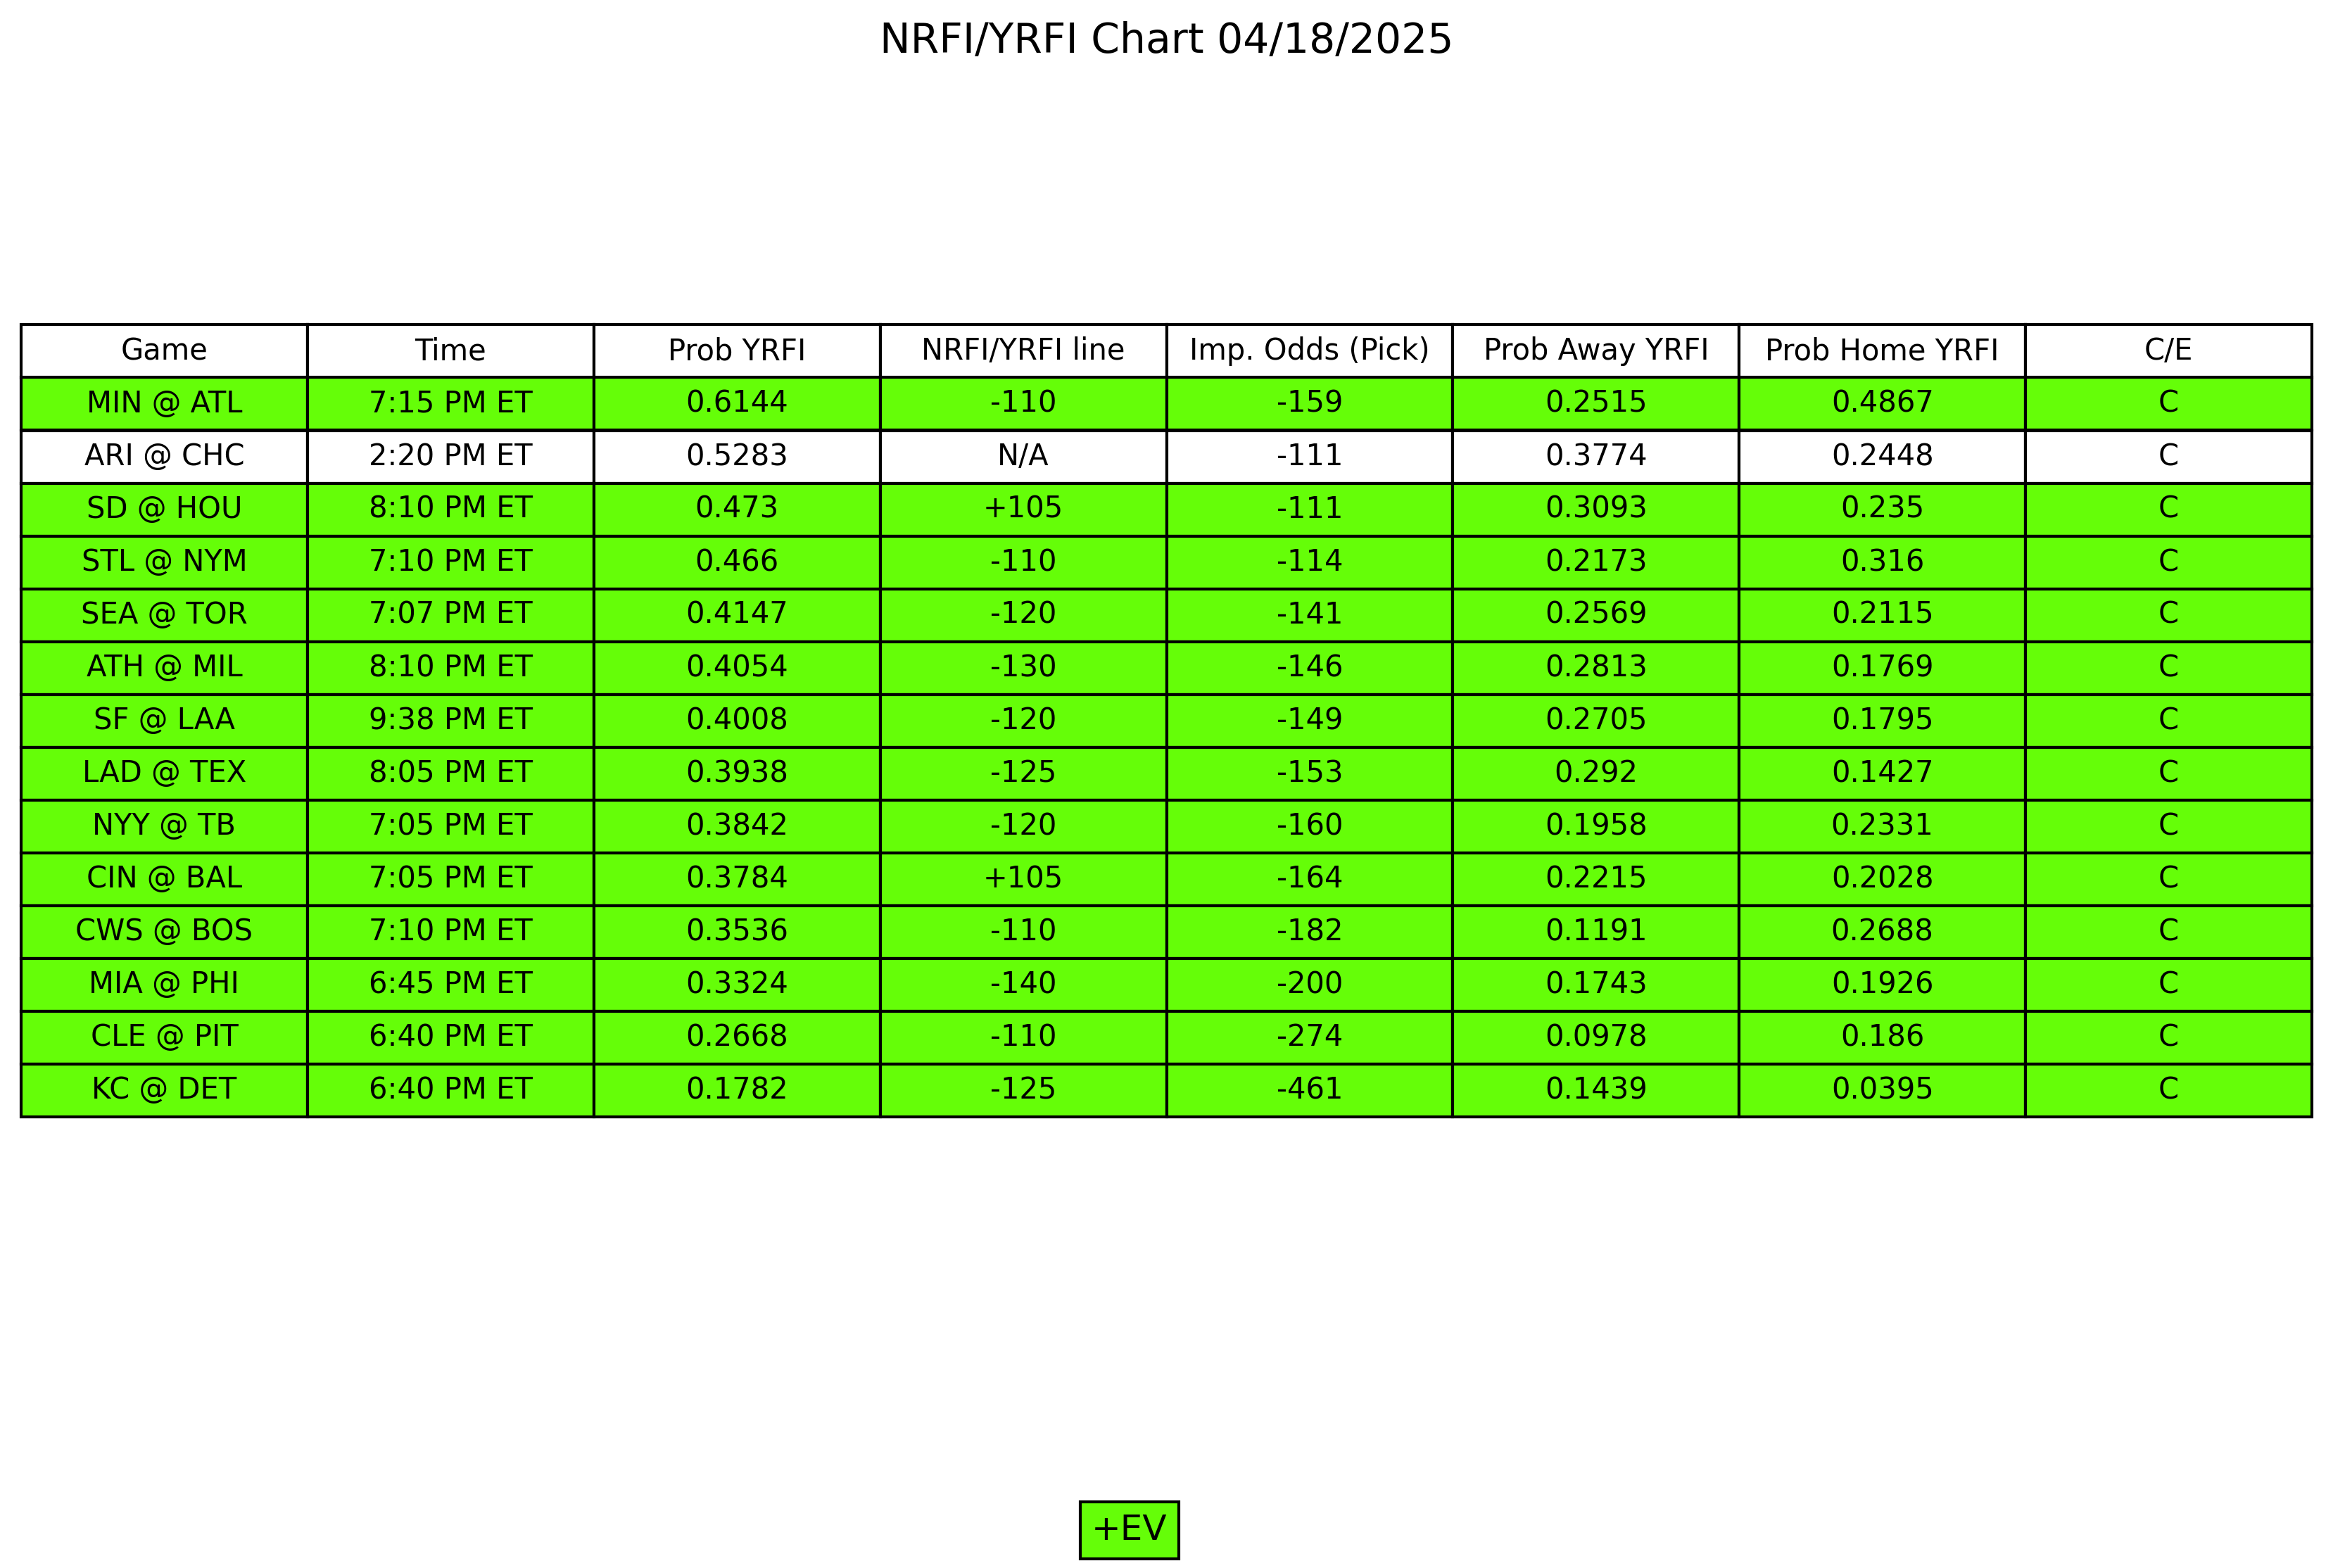 NRFI/YRFI Chart 04/18/2025
Game Time Prob YRFI NRFI/YRFI line Imp. Odds (Pick) Prob Away YRFI Prob Home YRFI C/E
MIN @ ATL 7:15 PM ET 0.6144 -110 -159 0.2515 0.4867 C
ARI @ CHC 2:20 PM ET 0.5283 N/A -111 0.3774 0.2448 C
SD @ HOU 8:10 PM ET 0.473 +105 -111 0.3093 0.235 C
STL @ NYM 7:10 PM ET 0.466 -110 -114 0.2173 0.316 C
SEA @ TOR 7:07 PM ET 0.4147 -120 -141 0.2569 0.2115 C
ATH @ MIL 8:10 PM ET 0.4054 -130 -146 0.2813 0.1769 C
SF @ LAA 9:38 PM ET 0.4008 -120 -149 0.2705 0.1795 C
LAD @ TEX 8:05 PM ET 0.3938 -125 -153 0.292 0.1427 C
NYY @ TB 7:05 PM ET 0.3842 -120 -160 0.1958 0.2331 C
CIN @ BAL 7:05 PM ET 0.3784 +105 -164 0.2215 0.2028 C
CWS @ BOS 7:10 PM ET 0.3536 -110 -182 0.1191 0.2688 C
MIA @ PHI 6:45 PM ET 0.3324 -140 -200 0.1743 0.1926 C
CLE @ PIT 6:40 PM ET 0.2668 -110 -274 0.0978 0.186 C
KC @ DET 6:40 PM ET 0.1782 -125 -461 0.1439 0.0395 C
+EV